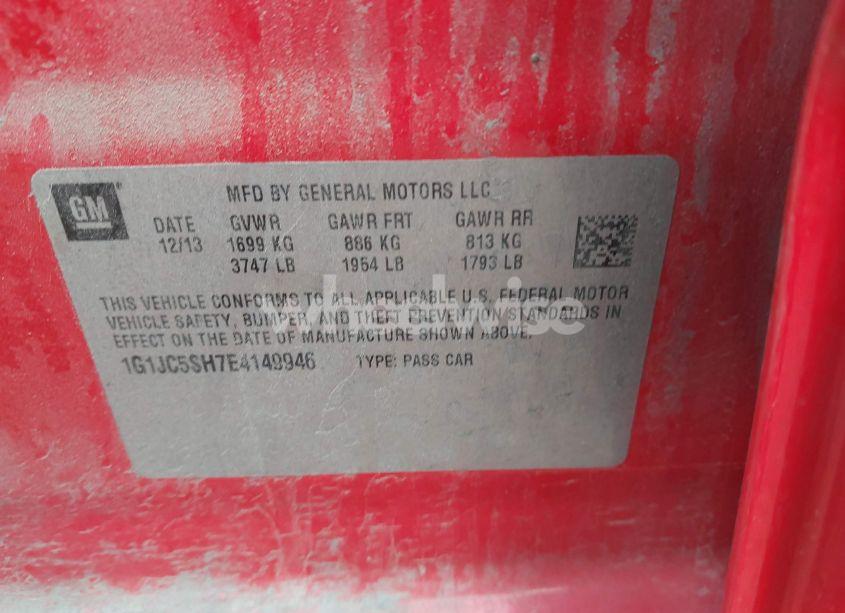 GM
MFD BY GENERAL MOTORS LLC
DATE GVWR GAWR FRT GAWR RR
12/13 1699 KG 886 KG 813 KG
3747 LB 1954 LB 1793 LB
THIS VEHICLE CONFORMS TO ALL APPLICABLE U.S. FEDERAL MOTOR
VEHICLE SAFETY, BUMPER, AND THEFT PREVENTION STANDARDS IN
EFFECT ON THE DATE OF MANUFACTURE SHOWN ABOVE.
1G1JC5SH7E4149946 TYPE: PASS CAR